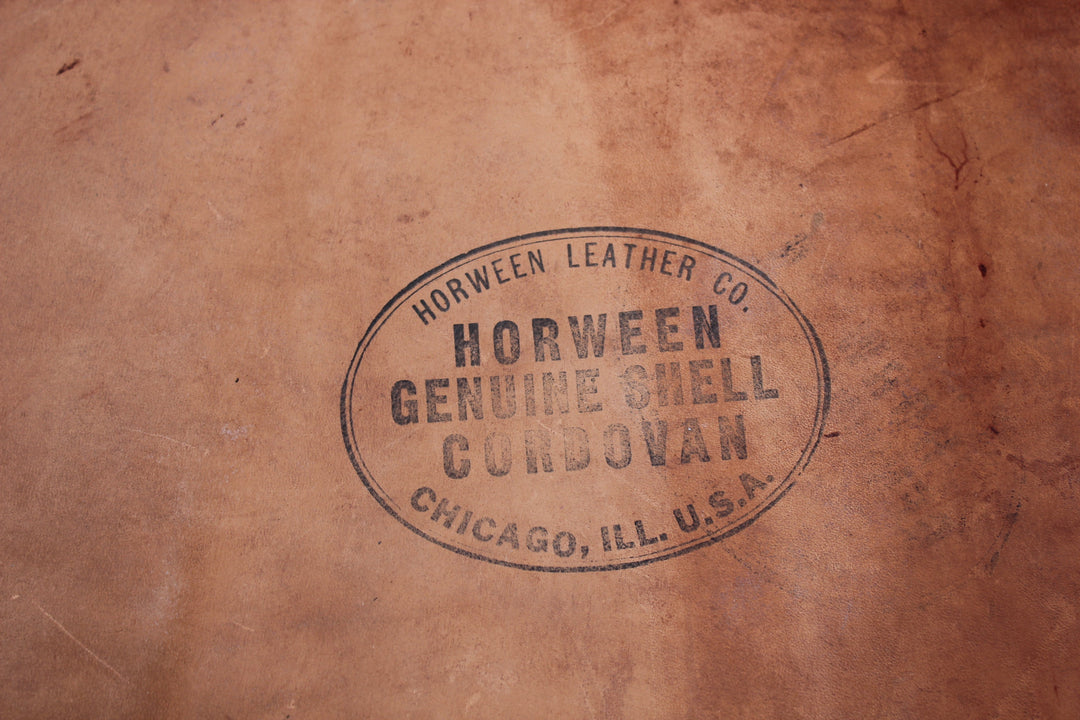 HORWEEN LEATHER CO.
HORWEEN
GENUINE SHELL
CORDOVAN
CHICAGO, ILL. U.S.A.